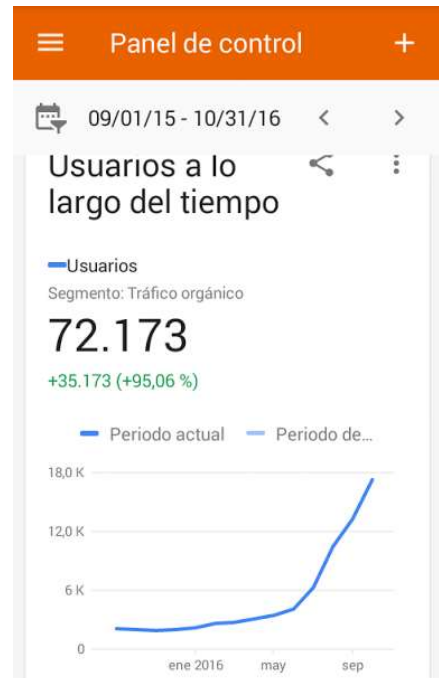 Panel de control
09/01/15 - 10/31/16
Usuarios a lo
largo del tiempo
Usuarios
Segmento: Tráfico orgánico
72.173
+35.173 (+95,06 %)
Periodo actual Periodo de...
18,0 K
12,0 K
6 K
0
ene 2016 may sep